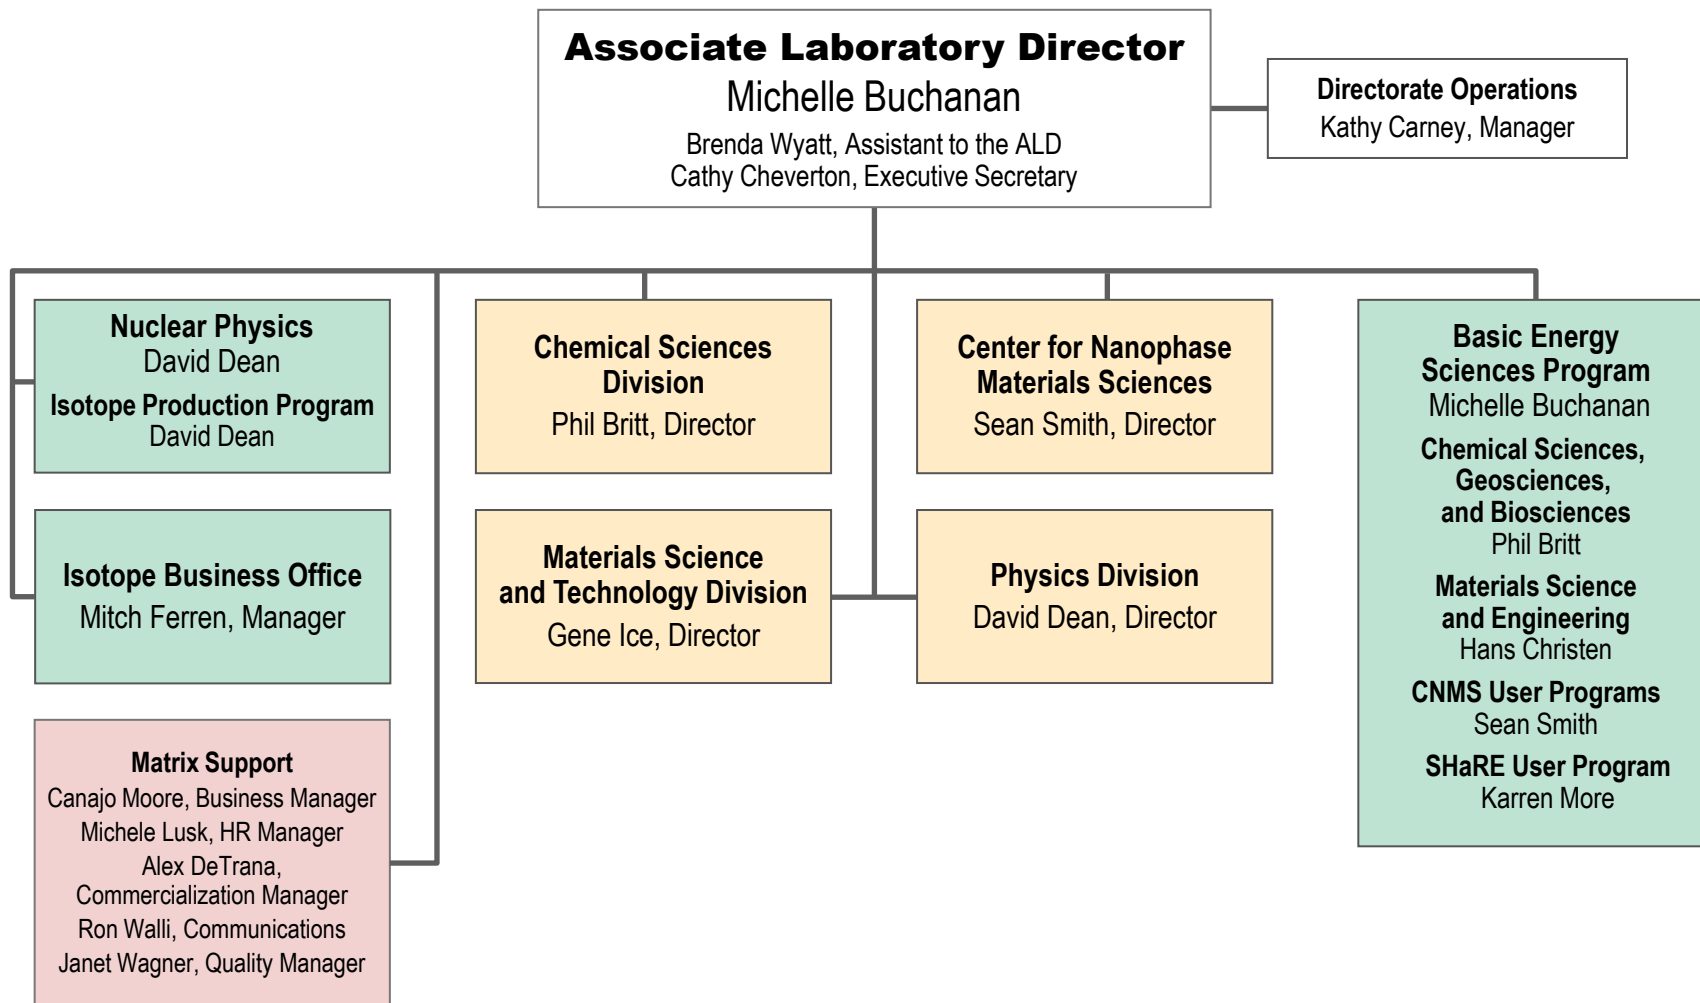 Associate Laboratory Director
Michelle Buchanan
Brenda Wyatt, Assistant to the ALD
Cathy Cheverton, Executive Secretary
Directorate Operations
Kathy Carney, Manager
Nuclear Physics
David Dean
Isotope Production Program
David Dean
Chemical Sciences
Division
Phil Britt, Director
Center for Nanophase
Materials Sciences
Sean Smith, Director
Basic Energy
Sciences Program
Michelle Buchanan
Chemical Sciences,
Geosciences,
and Biosciences
Phil Britt
Materials Science
and Engineering
Hans Christen
CNMS User Programs
Sean Smith
SHaRE User Program
Karren More
Isotope Business Office
Mitch Ferren, Manager
Materials Science
and Technology Division
Gene Ice, Director
Physics Division
David Dean, Director
Matrix Support
Canajo Moore, Business Manager
Michele Lusk, HR Manager
Alex DeTrana,
Commercialization Manager
Ron Walli, Communications
Janet Wagner, Quality Manager